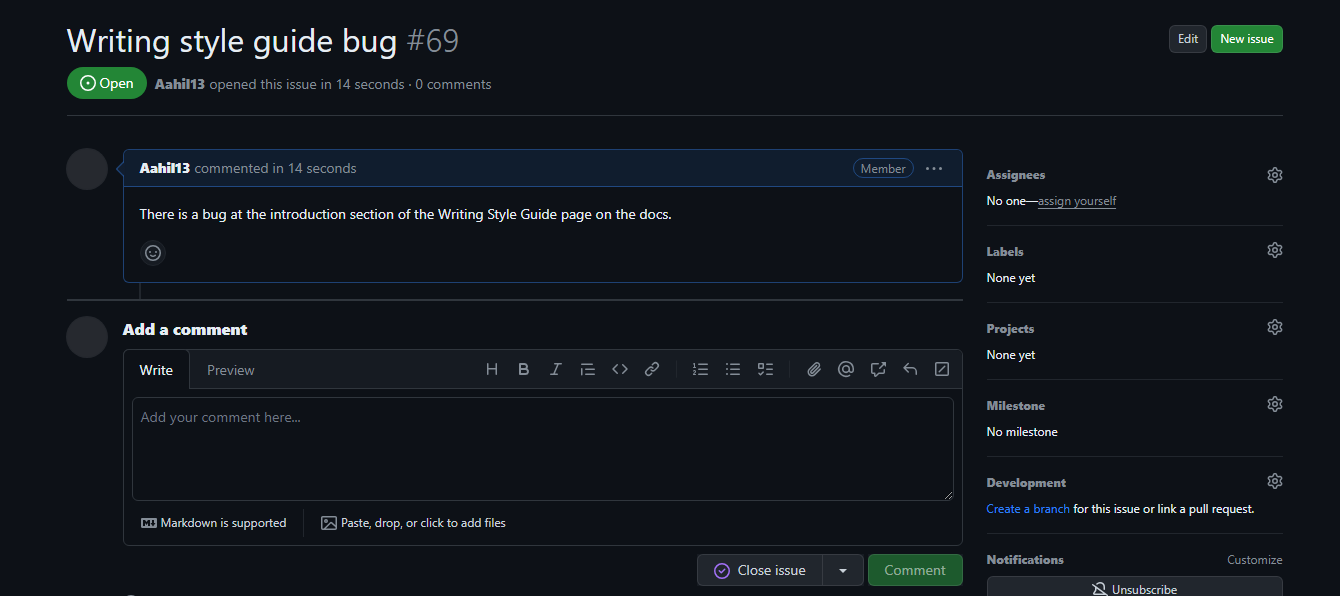 Writing style guide bug #69
Edit
New issue
Open
Aahil13 opened this issue in 14 seconds · 0 comments
Aahil13 commented in 14 seconds
Member
There is a bug at the introduction section of the Writing Style Guide page on the docs.
Add a comment
Write
Preview
Add your comment here...
Markdown is supported
Paste, drop, or click to add files
Close issue
Comment
Assignees
No one—assign yourself
Labels
None yet
Projects
None yet
Milestone
No milestone
Development
Create a branch for this issue or link a pull request.
Notifications
Customize
Unsubscribe